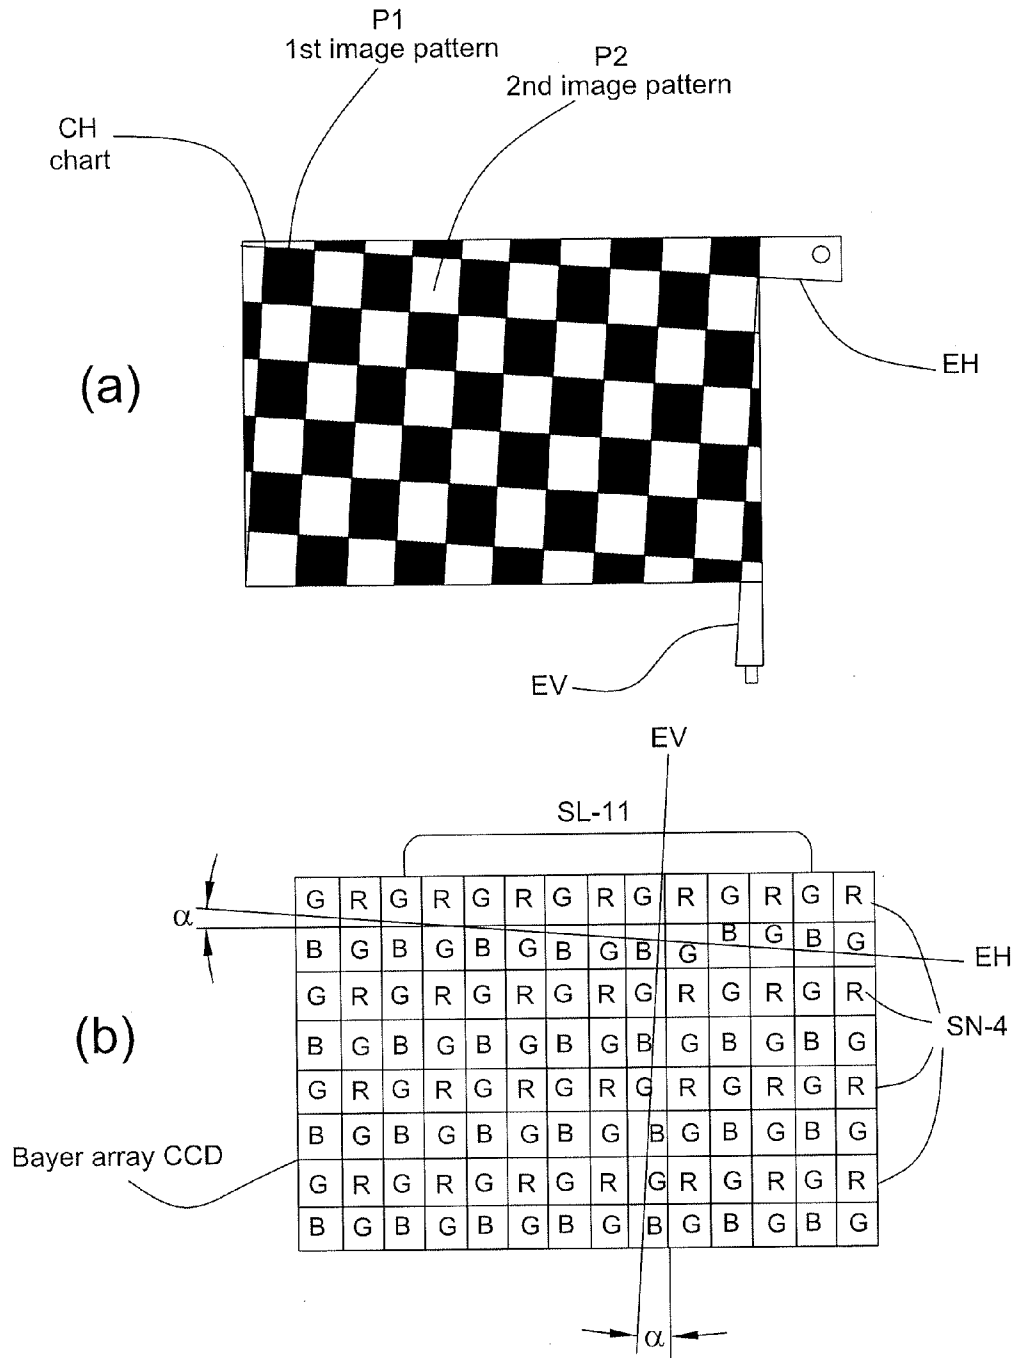 P1
1st image pattern
P2
2nd image pattern
CH
chart
EH
(a)
EV
EV
SL-11
G R G R G R G R G R G R G R
α
B G B G B G B G B G B G B G
EH
G R G R G R G R G R G R G R
SN-4
(b)
B G B G B G B G B G B G B G
G R G R G R G R G R G R G R
B G B G B G B G B G B G B G
Bayer array CCD
G R G R G R G R G R G R G R
B G B G B G B G B G B G B G
α